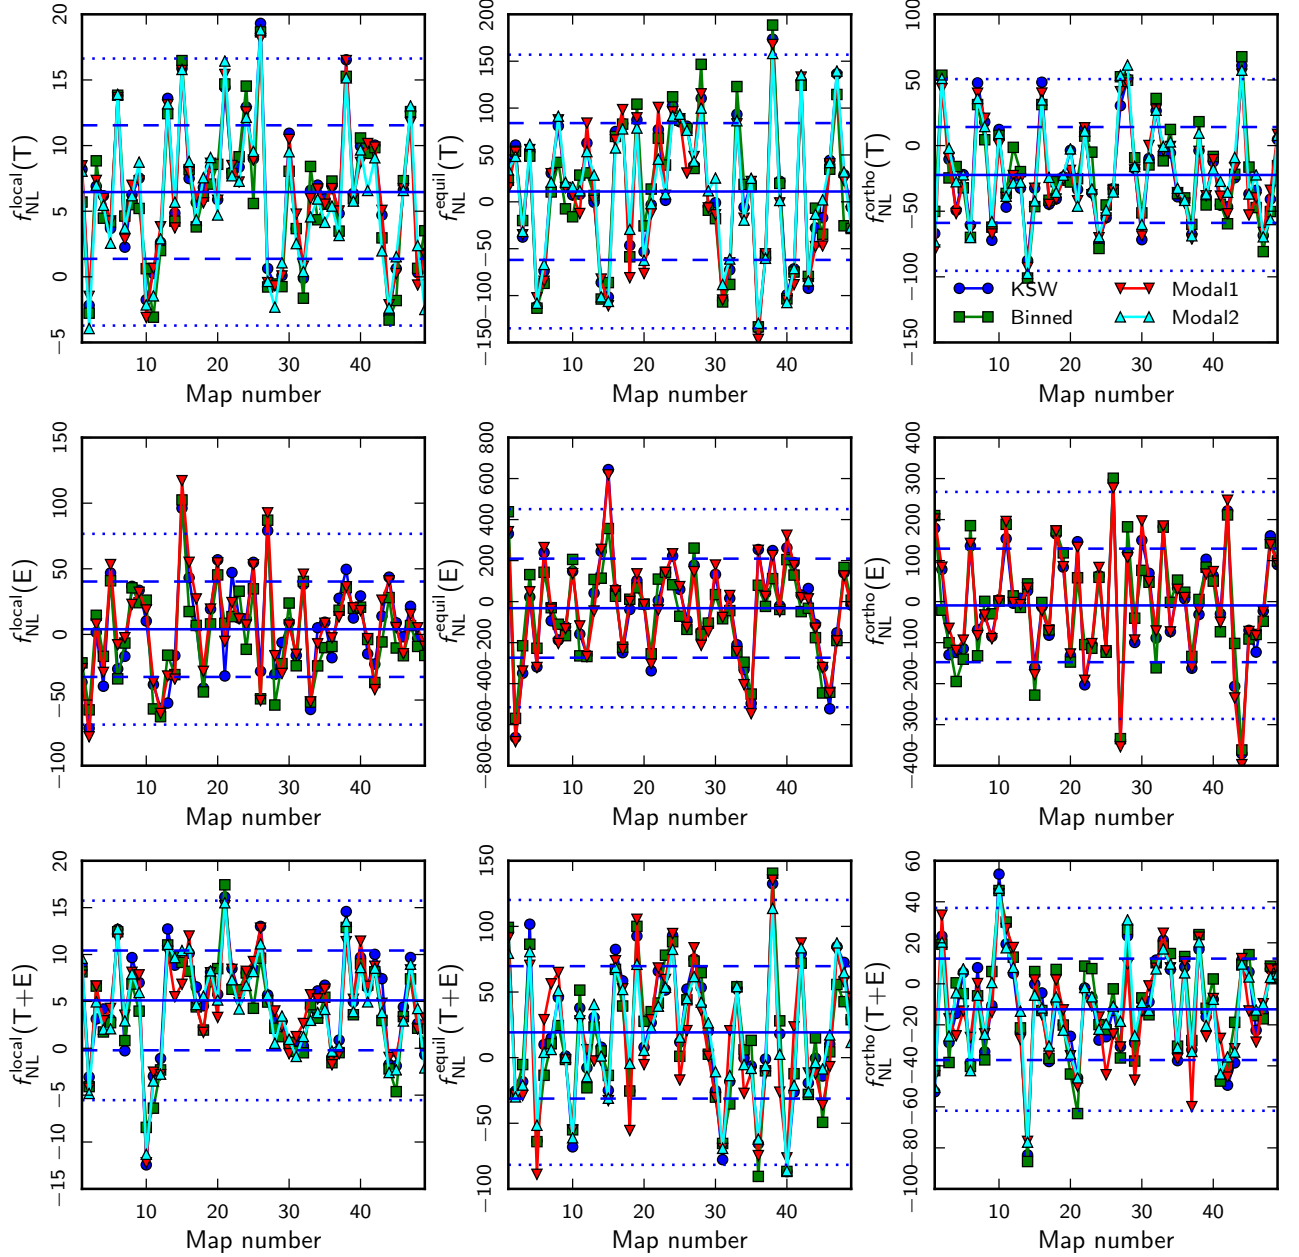 20
15
10
5
0
−5
f_NL^local(T)
10 20 30 40
Map number
200
150
100
50
0
−50
−100
−150
f_NL^equil(T)
10 20 30 40
Map number
100
50
0
−50
−100
−150
f_NL^ortho(T)
KSW
Binned
Modal1
Modal2
10 20 30 40
Map number
150
100
50
0
−50
−100
f_NL^local(E)
10 20 30 40
Map number
800
600
400
200
0
−200
−400
−600
−800
f_NL^equil(E)
10 20 30 40
Map number
400
300
200
100
0
−100
−200
−300
−400
f_NL^ortho(E)
10 20 30 40
Map number
20
15
10
5
0
−5
−10
−15
f_NL^local(T+E)
10 20 30 40
Map number
150
100
50
0
−50
−100
f_NL^equil(T+E)
10 20 30 40
Map number
60
40
20
0
−20
−40
−60
−80
−100
f_NL^ortho(T+E)
10 20 30 40
Map number